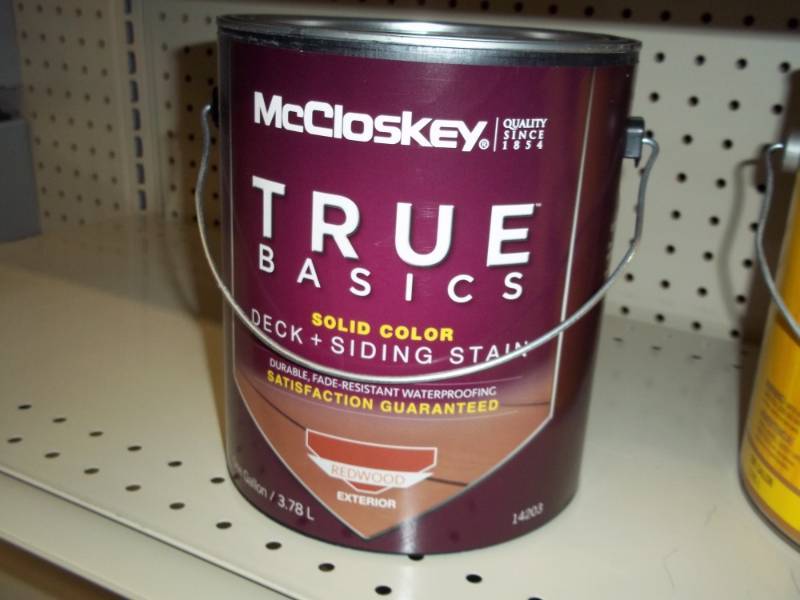 McCloskey®
QUALITY
SINCE
1854
TRUE™
BASICS
SOLID COLOR
DECK + SIDING STAIN
DURABLE, FADE-RESISTANT WATERPROOFING
SATISFACTION GUARANTEED
REDWOOD
EXTERIOR
Gallon / 3.78 L
14203